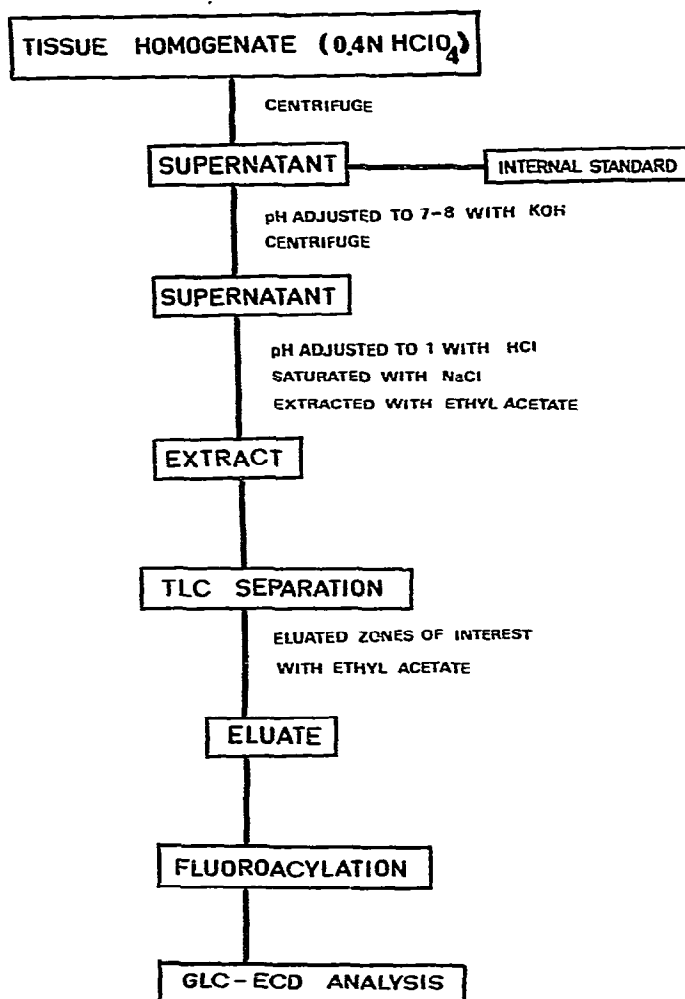 TISSUE HOMOGENATE (0.4N HClO4)
CENTRIFUGE
SUPERNATANT
INTERNAL STANDARD
pH ADJUSTED TO 7-8 WITH KOH
CENTRIFUGE
SUPERNATANT
pH ADJUSTED TO 1 WITH HCl
SATURATED WITH NaCl
EXTRACTED WITH ETHYL ACETATE
EXTRACT
TLC SEPARATION
ELUATED ZONES OF INTEREST
WITH ETHYL ACETATE
ELUATE
FLUOROACYLATION
GLC-ECD ANALYSIS